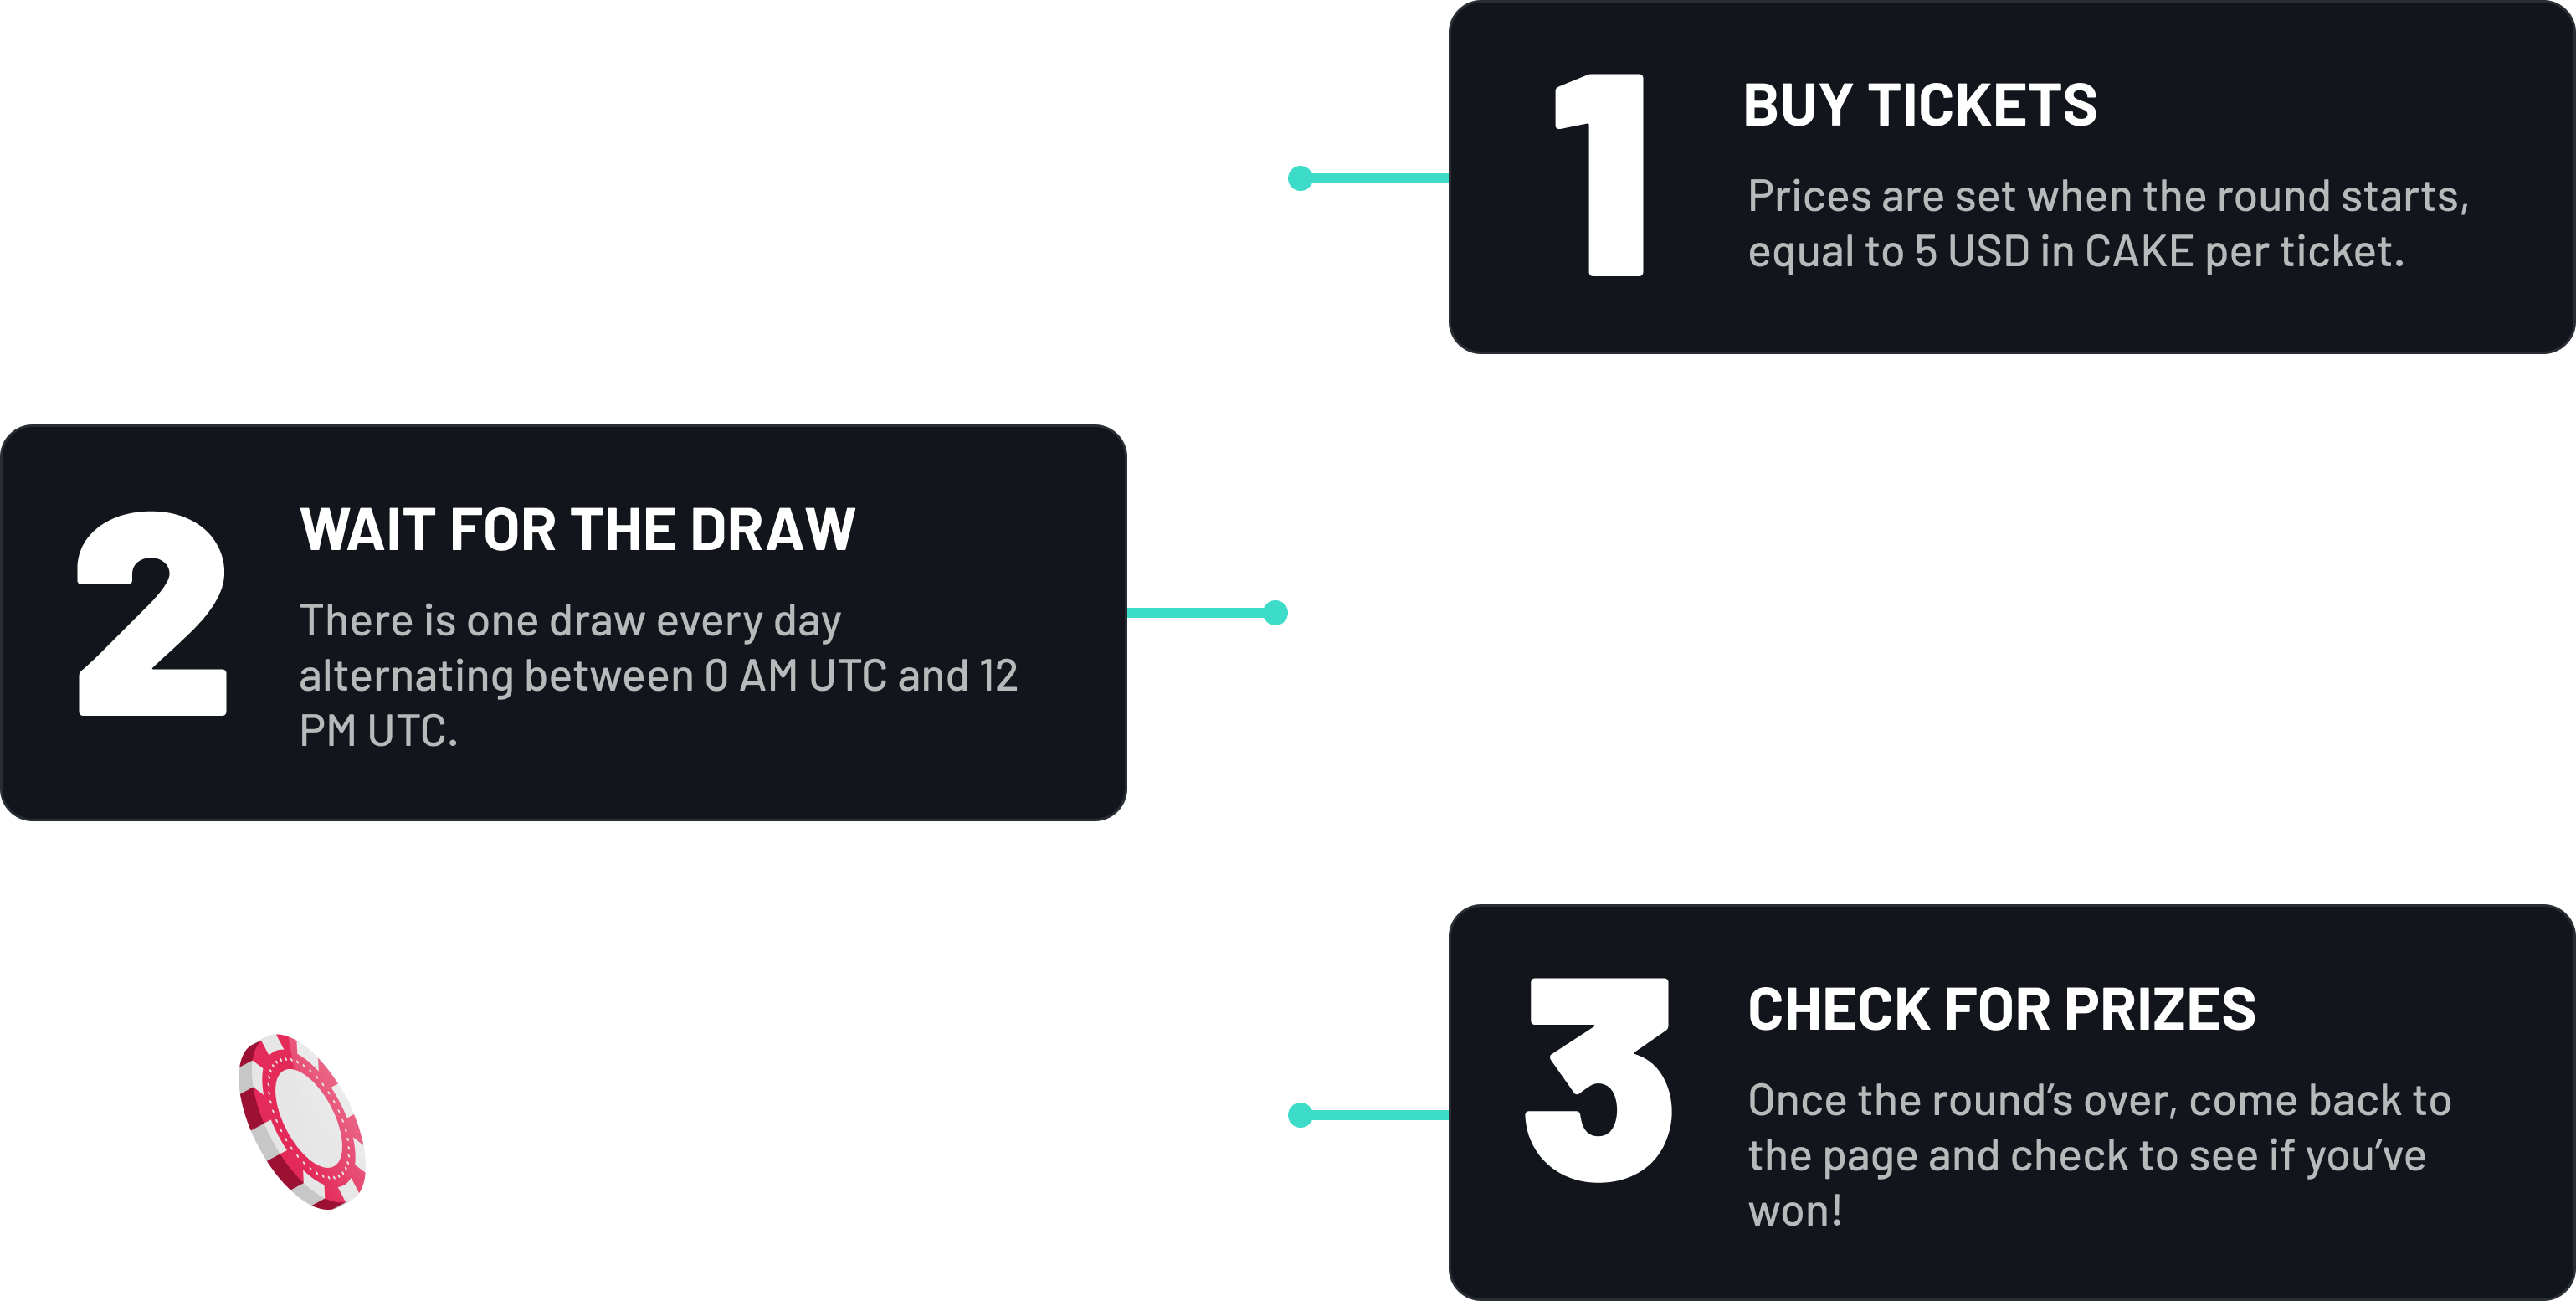 1
BUY TICKETS
Prices are set when the round starts,
equal to 5 USD in CAKE per ticket.
2
WAIT FOR THE DRAW
There is one draw every day
alternating between 0 AM UTC and 12
PM UTC.
3
CHECK FOR PRIZES
Once the round’s over, come back to
the page and check to see if you’ve
won!